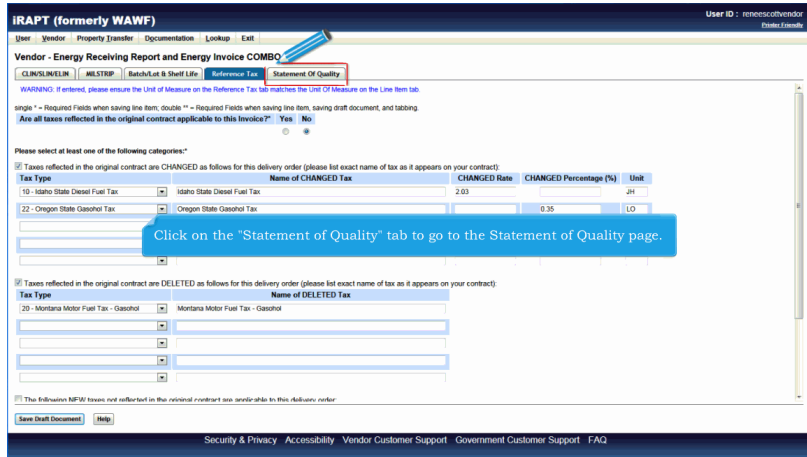 iRAPT (formerly WAWF)
User ID : reneescottvendor
Printer Friendly
User Vendor Property Transfer Documentation Lookup Exit
Vendor - Energy Receiving Report and Energy Invoice COMBO
CLIN/SLIN/ELIN MILSTRIP Batch/Lot & Shelf Life Reference Tax Statement Of Quality
WARNING: If entered, please ensure the Unit of Measure on the Reference Tax tab matches the Unit Of Measure on the Line Item tab.
single * = Required Fields when saving line item; double ** = Required Fields when saving line item, saving draft document, and tabbing.
Are all taxes reflected in the original contract applicable to this Invoice?* Yes No
Please select at least one of the following categories:*
Taxes reflected in the original contract are CHANGED as follows for this delivery order (please list exact name of tax as it appears on your contract):
Tax Type Name of CHANGED Tax CHANGED Rate CHANGED Percentage (%) Unit
10 - Idaho State Diesel Fuel Tax Idaho State Diesel Fuel Tax 2.03 JH
22 - Oregon State Gasohol Tax Oregon State Gasohol Tax 0.35 LO
Click on the "Statement of Quality" tab to go to the Statement of Quality page.
Taxes reflected in the original contract are DELETED as follows for this delivery order (please list exact name of tax as it appears on your contract):
Tax Type Name of DELETED Tax
20 - Montana Motor Fuel Tax - Gasohol Montana Motor Fuel Tax - Gasohol
The following NEW taxes not reflected in the original contract are applicable to this delivery order:
Save Draft Document Help
Security & Privacy Accessibility Vendor Customer Support Government Customer Support FAQ